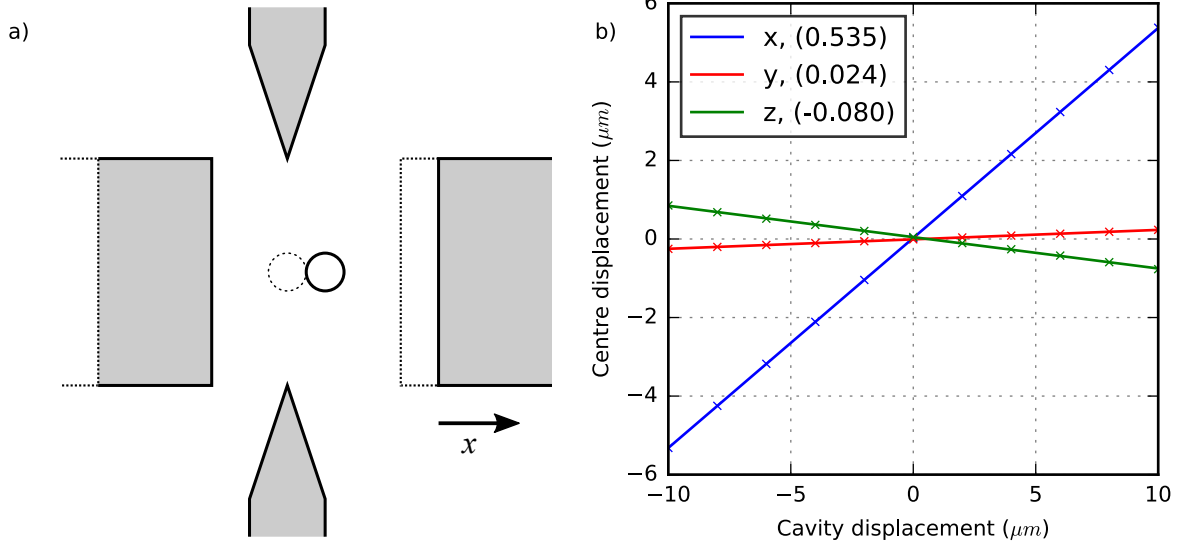 a)
x
b)
x, (0.535)
y, (0.024)
z, (-0.080)
6
4
2
0
−2
−4
−6
Centre displacement (μm)
−10
−5
0
5
10
Cavity displacement (μm)